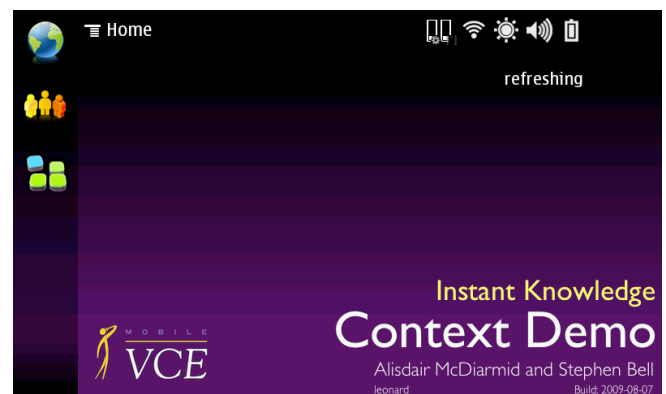 Home
refreshing
Instant Knowledge
Context Demo
MOBILE
VCE
Alisdair McDiarmid and Stephen Bell
leonard
Build: 2009-08-07